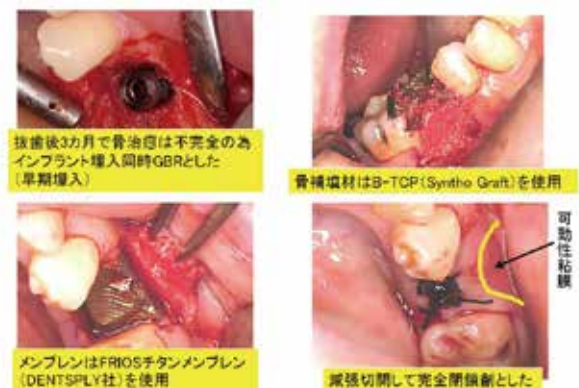 抜歯後3カ月で骨治癒は不完全の為
インプラント埋入同時GBRとした
(早期埋入)
骨補填材はB-TCP(Syntho Graft)を使用
メンブレンはFRIOSチタンメンブレン
(DENTSPLY社)を使用
減張切開して完全閉鎖創とした
可動性粘膜